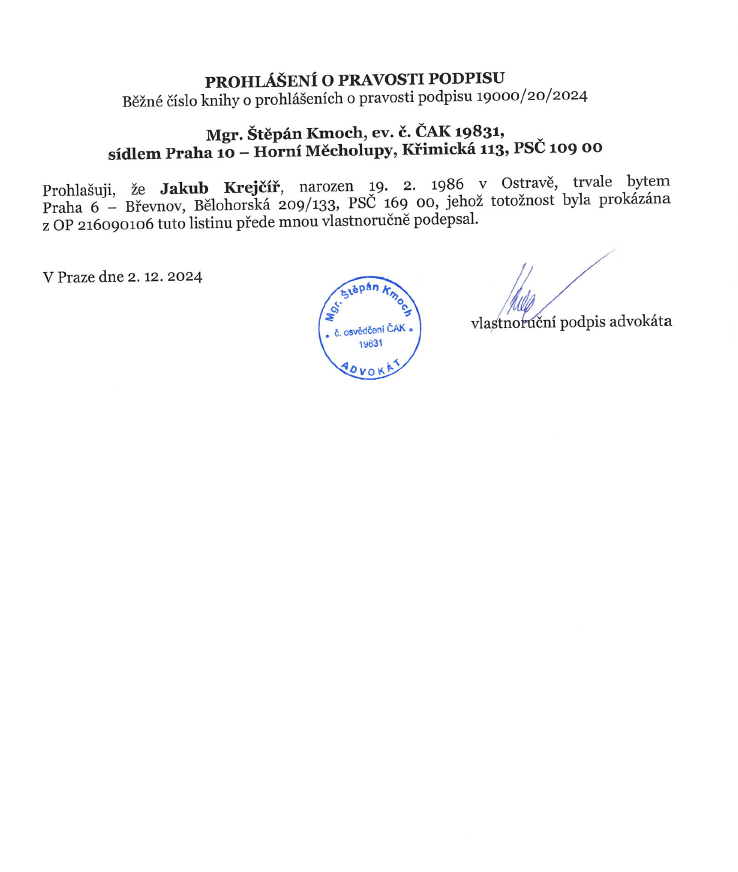 PROHLÁŠENÍ O PRAVOSTI PODPISU
Běžné číslo knihy o prohlášeních o pravosti podpisu 19000/20/2024
Mgr. Štěpán Kmoch, ev. č. ČAK 19831,
sídlem Praha 10 – Horní Měcholupy, Křimická 113, PSČ 109 00
Prohlašuji, že Jakub Krejčíř, narozen 19. 2. 1986 v Ostravě, trvale bytem
Praha 6 – Břevnov, Bělohorská 209/133, PSČ 169 00, jehož totožnost byla prokázána
z OP 216090106 tuto listinu přede mnou vlastnoručně podepsal.
V Praze dne 2. 12. 2024
Mgr. Štěpán Kmoch
č. osvědčení ČAK
19831
ADVOKÁT
vlastnoruční podpis advokáta